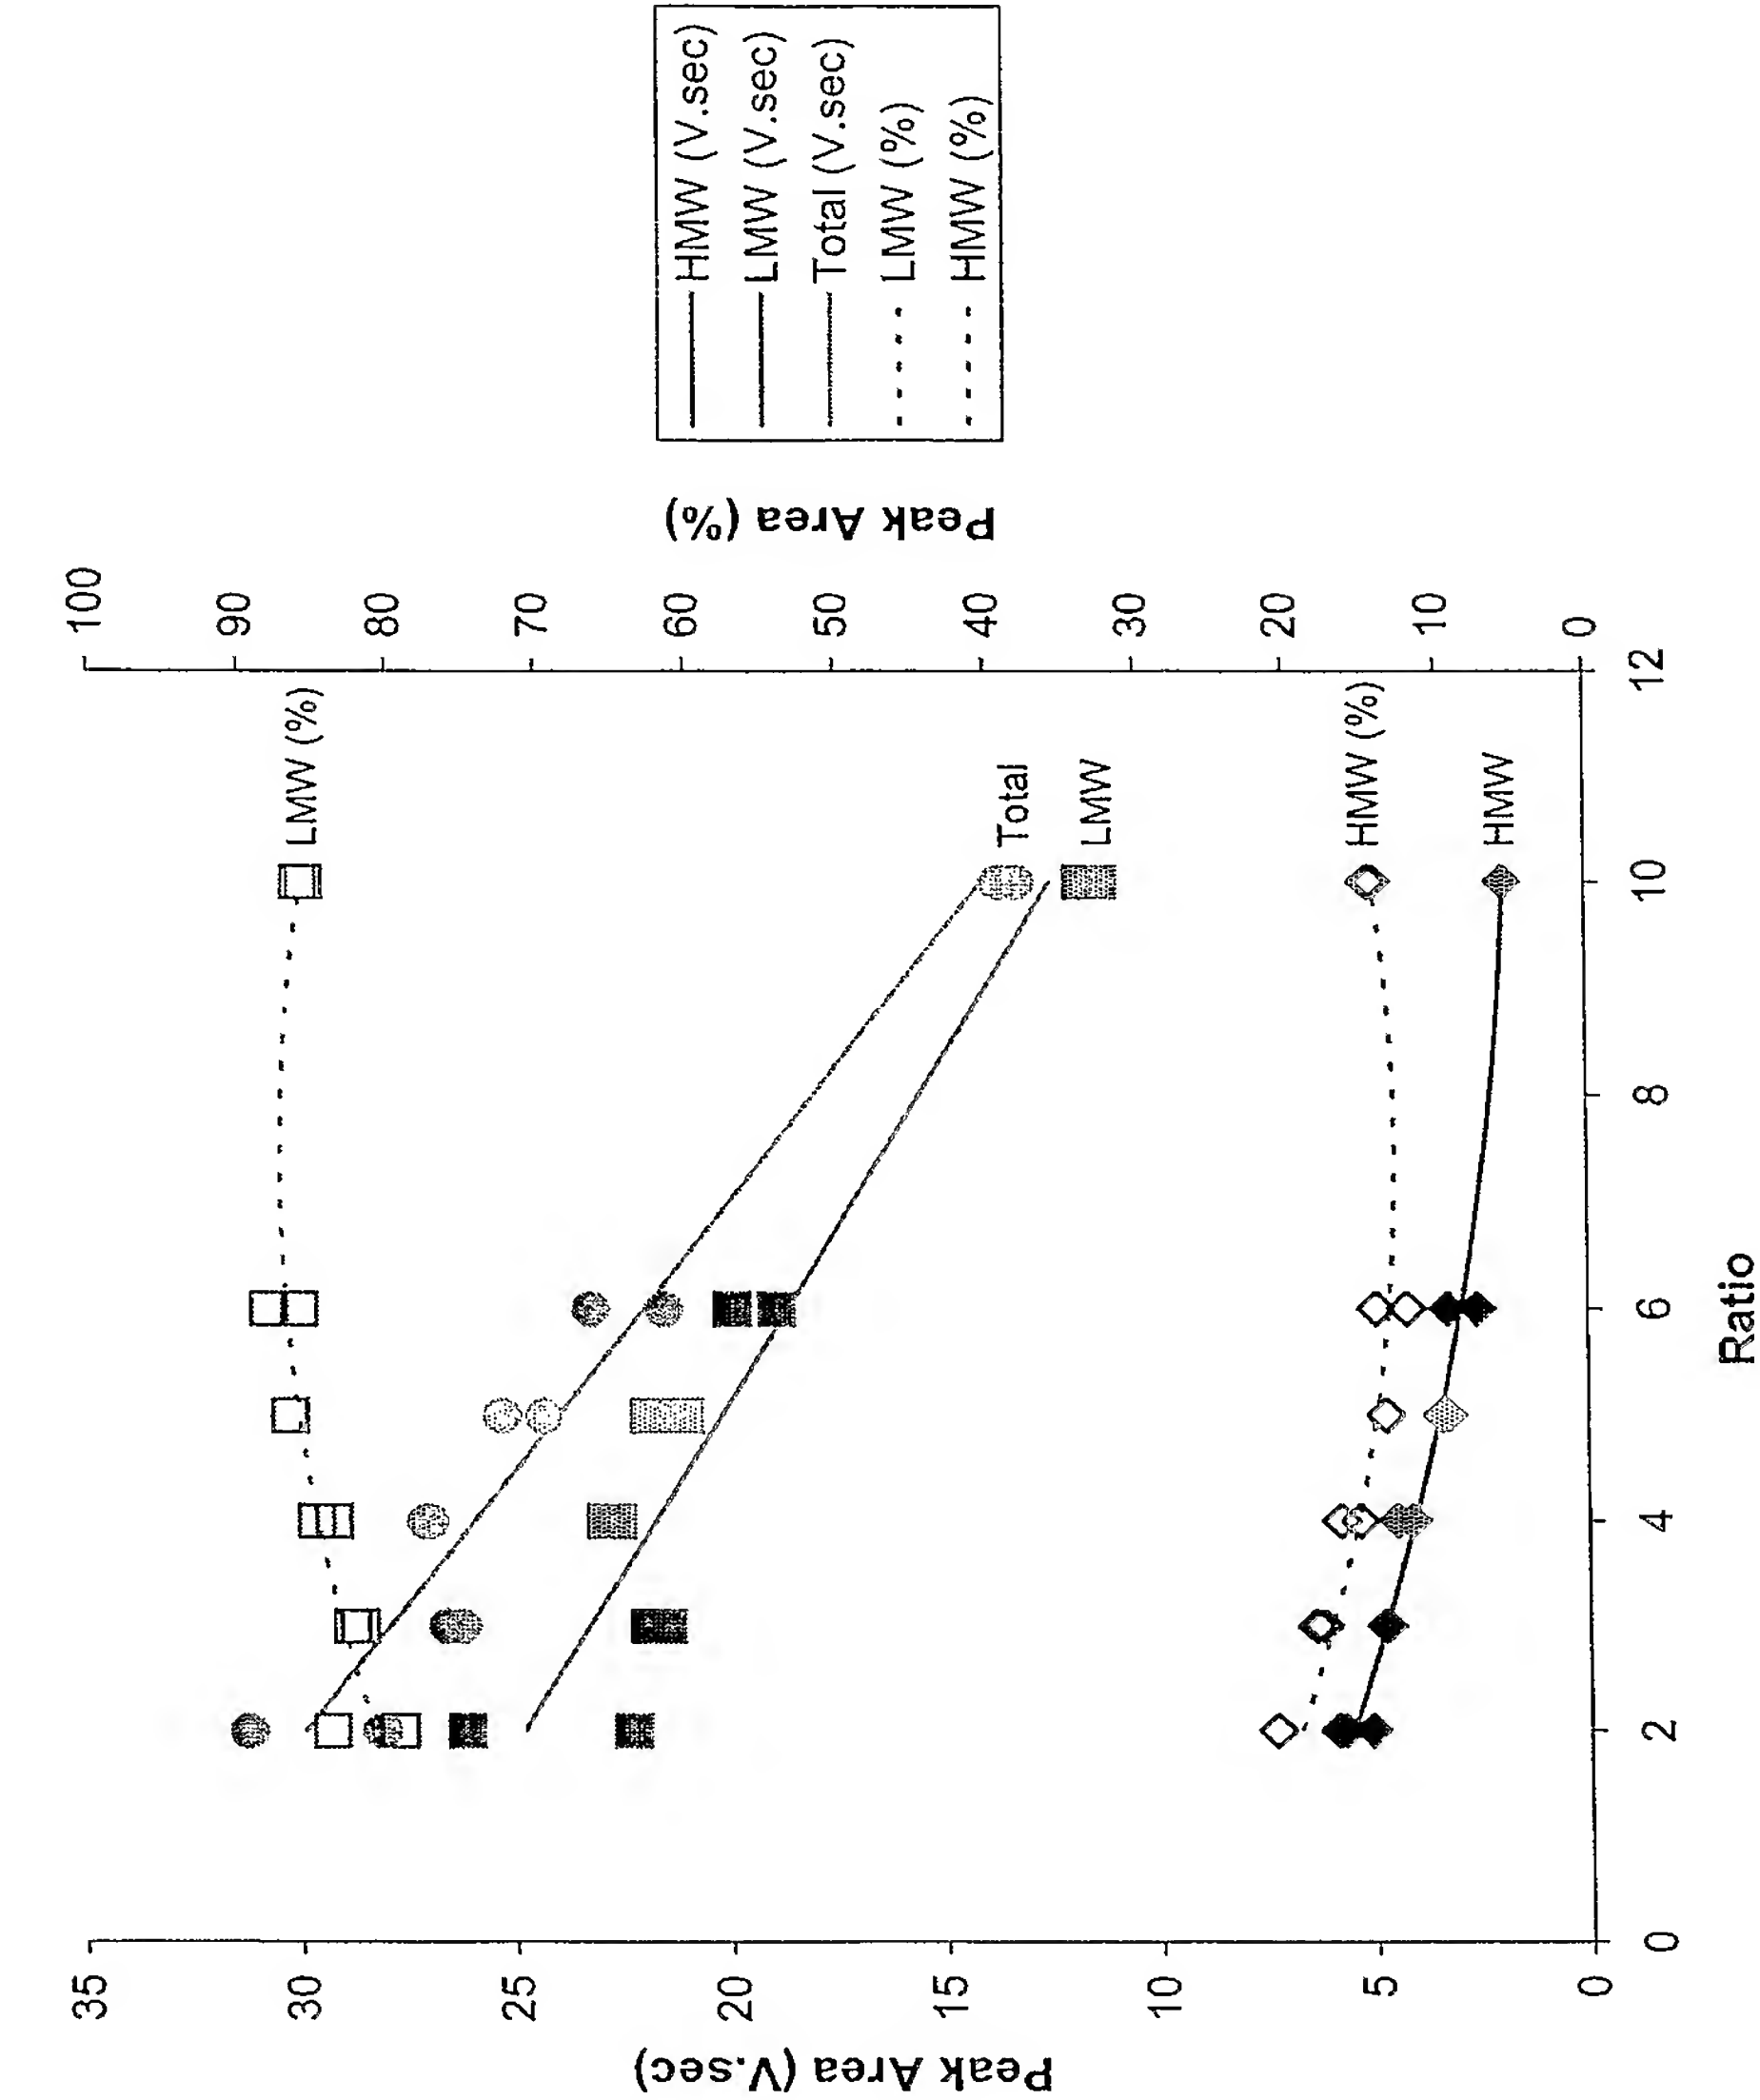 Peak Area (V.sec)
35
30
25
20
15
10
5
0
0
2
4
6
8
10
12
Ratio
LMW (%)
Total
LMW
HMW (%)
HMW
100
90
80
70
60
50
40
30
20
10
0
Peak Area (%)
HMW (V.sec)
LMW (V.sec)
Total (V.sec)
LMW (%)
HMW (%)